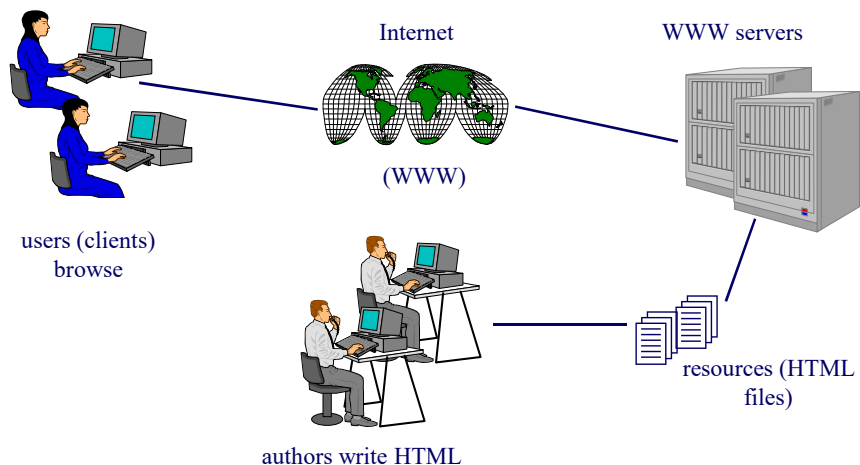 Internet
WWW servers
(WWW)
users (clients)
browse
resources (HTML
files)
authors write HTML